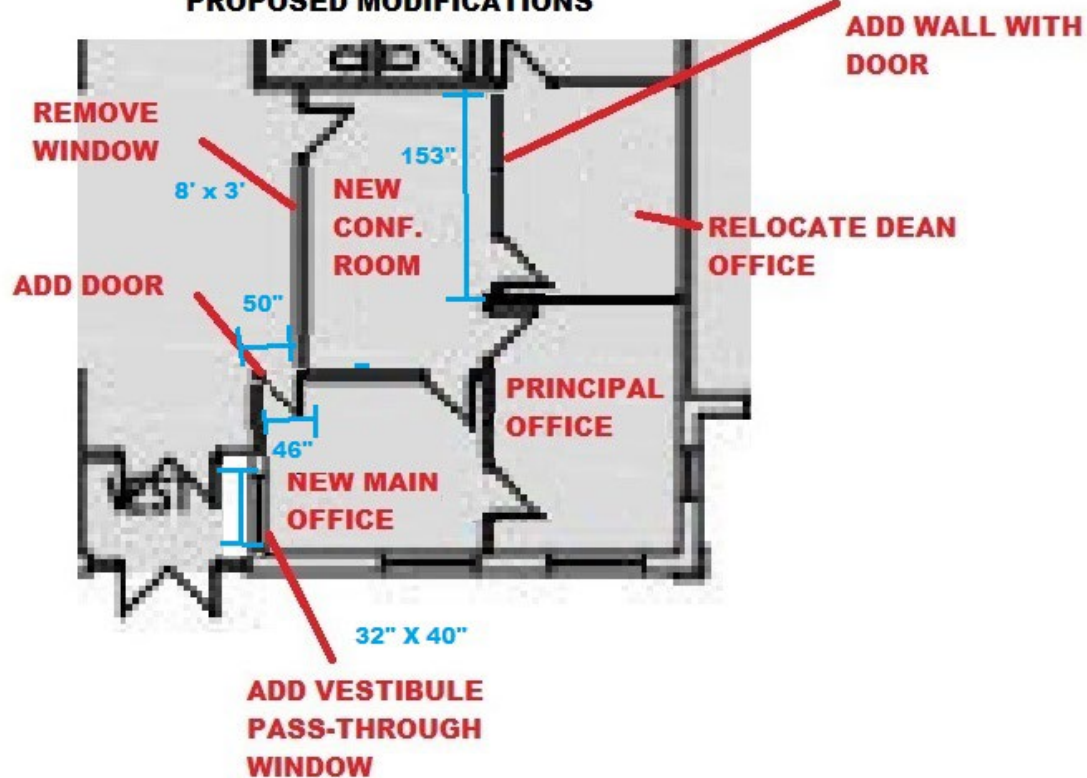 PROPOSED MODIFICATIONS
ADD WALL WITH
DOOR
REMOVE
WINDOW
8' x 3'
153"
NEW
CONF.
ROOM
RELOCATE DEAN
OFFICE
ADD DOOR
50"
PRINCIPAL
OFFICE
46"
VEST
NEW MAIN
OFFICE
32" X 40"
ADD VESTIBULE
PASS-THROUGH
WINDOW